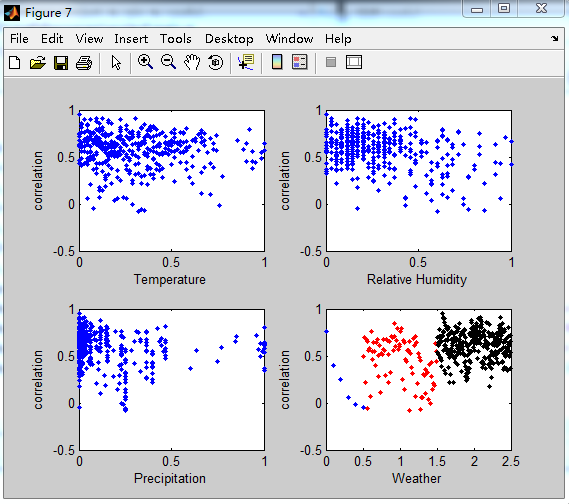 Figure 7
File Edit View Insert Tools Desktop Window Help
1
0.5
0
-0.5
correlation
0 0.5 1
Temperature
1
0.5
0
-0.5
correlation
0 0.5 1
Relative Humidity
1
0.5
0
-0.5
correlation
0 0.5 1
Precipitation
1
0.5
0
-0.5
correlation
0 0.5 1 1.5 2 2.5
Weather